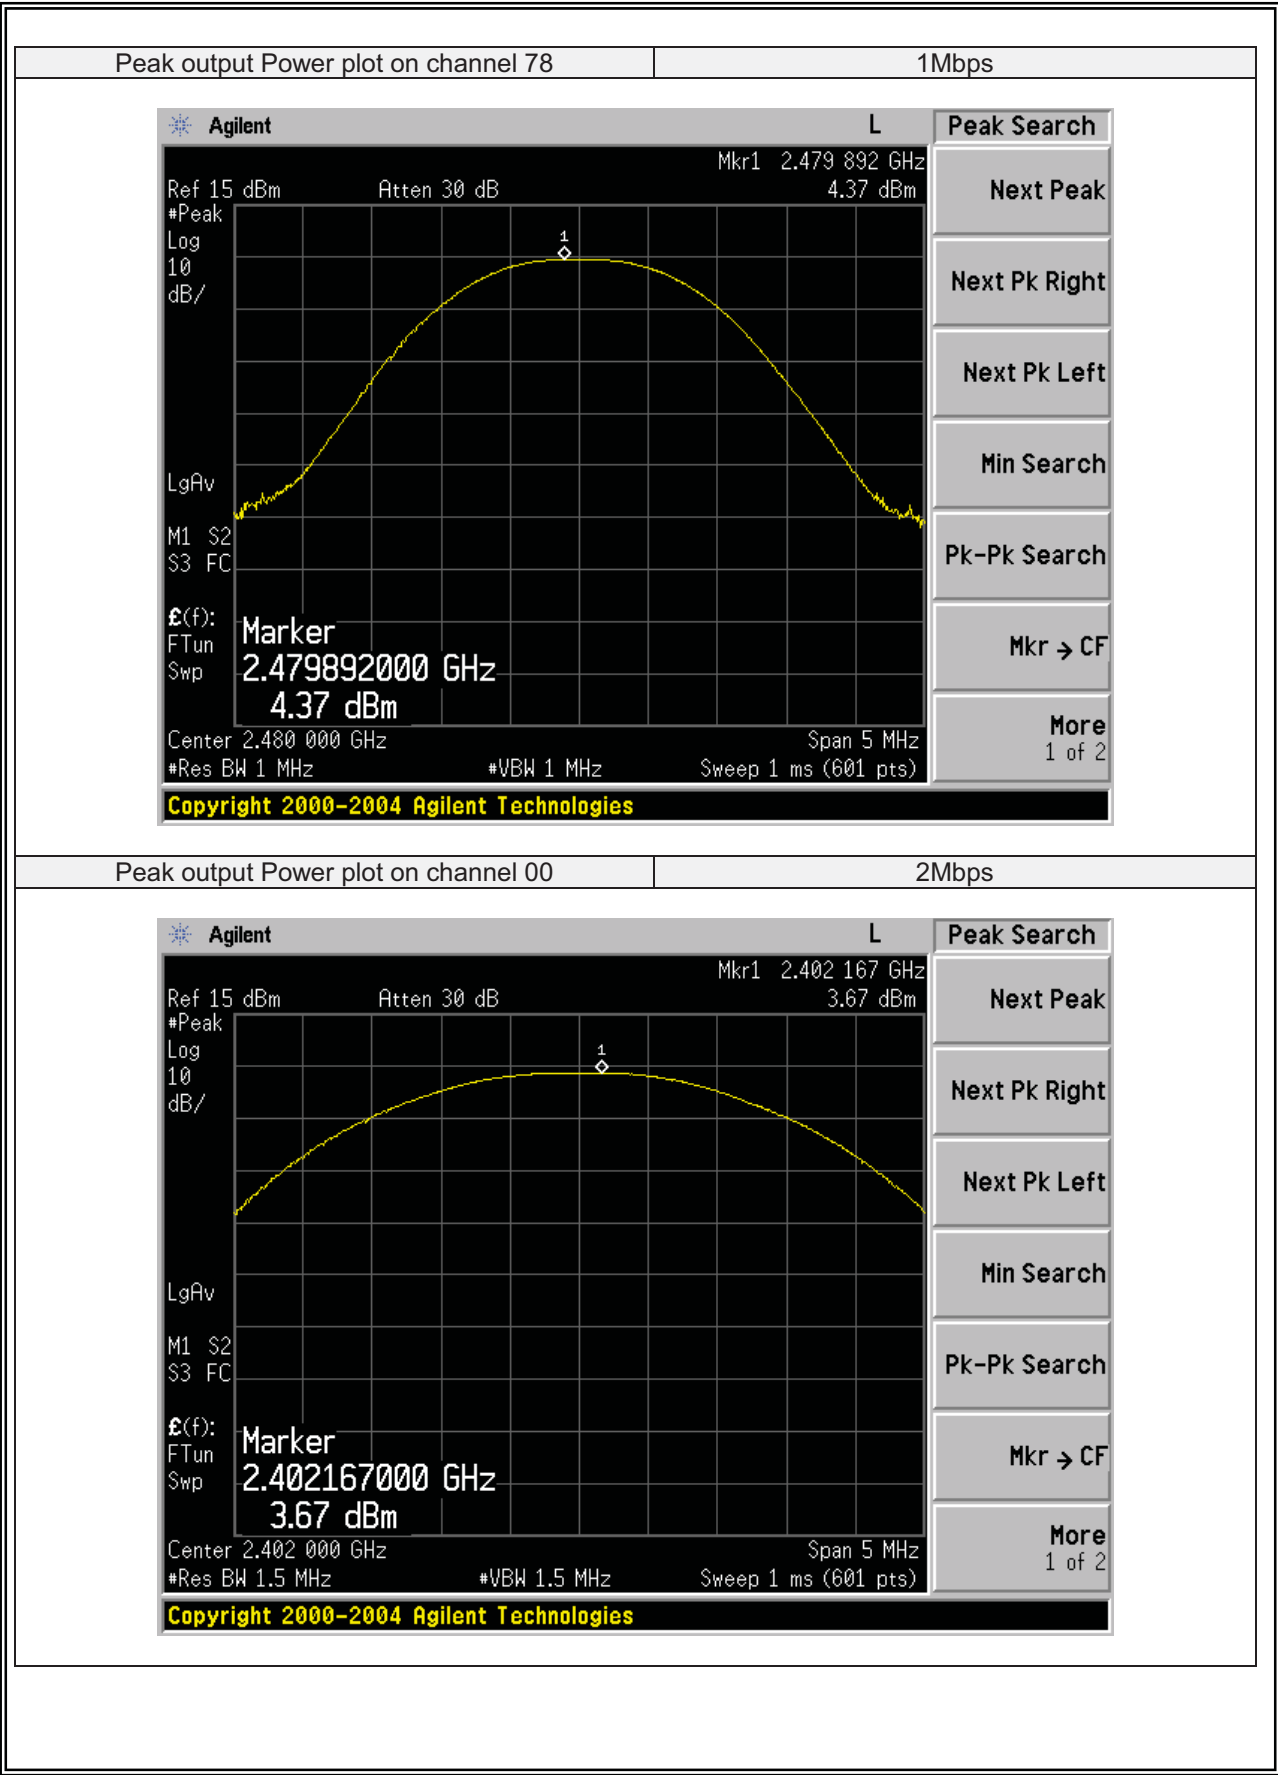 Peak output Power plot on channel 78 1Mbps
Agilent L Peak Search
Mkr1 2.479 892 GHz
Ref 15 dBm Atten 30 dB 4.37 dBm
#Peak
Log
10
dB/
1
LgAv
M1 S2
S3 FC
£(f):
FTun
Swp
Marker
2.479892000 GHz
4.37 dBm
Center 2.480 000 GHz Span 5 MHz
#Res BW 1 MHz #VBW 1 MHz Sweep 1 ms (601 pts)
Copyright 2000-2004 Agilent Technologies
Next Peak
Next Pk Right
Next Pk Left
Min Search
Pk-Pk Search
Mkr → CF
More
1 of 2
Peak output Power plot on channel 00 2Mbps
Agilent L Peak Search
Mkr1 2.402 167 GHz
Ref 15 dBm Atten 30 dB 3.67 dBm
#Peak
Log
10
dB/
1
LgAv
M1 S2
S3 FC
£(f):
FTun
Swp
Marker
2.402167000 GHz
3.67 dBm
Center 2.402 000 GHz Span 5 MHz
#Res BW 1.5 MHz #VBW 1.5 MHz Sweep 1 ms (601 pts)
Copyright 2000-2004 Agilent Technologies
Next Peak
Next Pk Right
Next Pk Left
Min Search
Pk-Pk Search
Mkr → CF
More
1 of 2